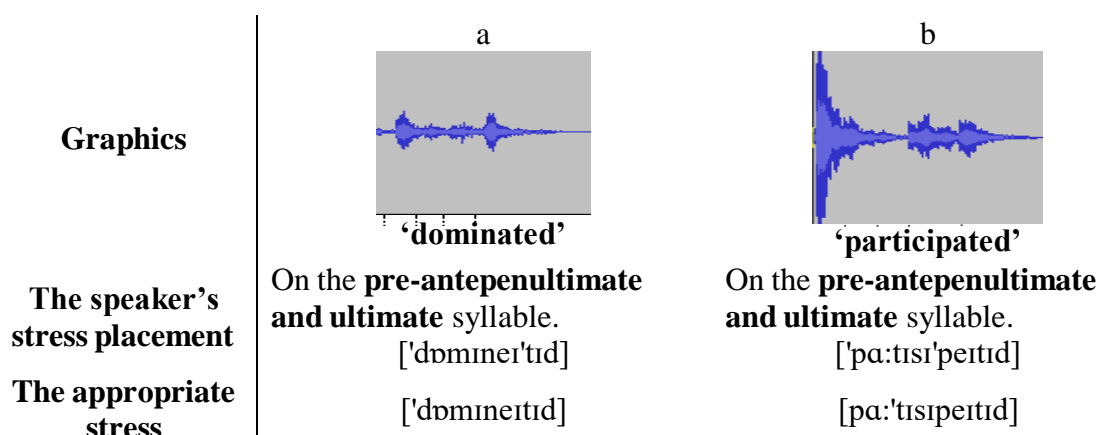 a b
Graphics
‘dominated’ ‘participated’
The speaker’s stress placement
On the pre-antepenultimate and ultimate syllable.
['dɒmɪneɪ'tɪd]
On the pre-antepenultimate and ultimate syllable.
['pɑ:tɪsɪ'peɪtɪd]
The appropriate stress
['dɒmɪneɪtɪd] [pɑ:'tɪsɪpeɪtɪd]